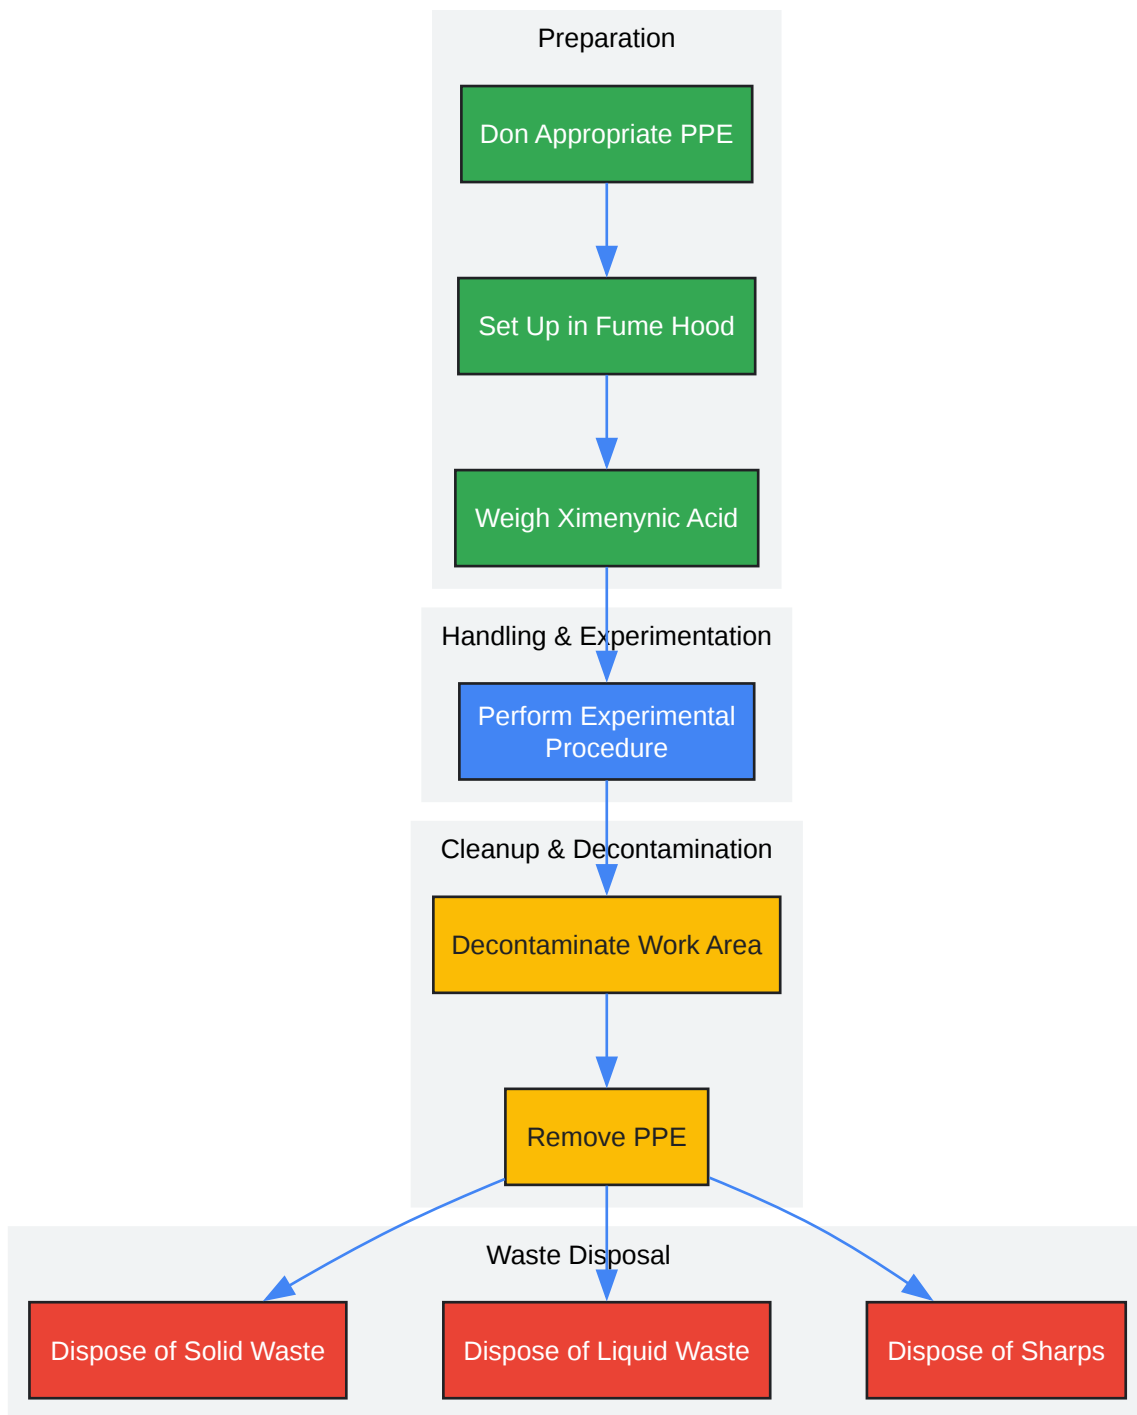 Preparation
Don Appropriate PPE
Set Up in Fume Hood
Weigh Ximenynic Acid
Handling & Experimentation
Perform Experimental
Procedure
Cleanup & Decontamination
Decontaminate Work Area
Remove PPE
Waste Disposal
Dispose of Solid Waste
Dispose of Liquid Waste
Dispose of Sharps